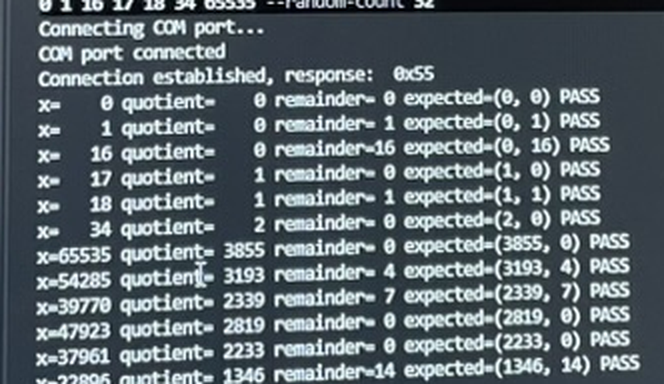 0 1 16 17 18 34 65535 --random-count 32
Connecting COM port...
COM port connected
Connection established, response:  0x55
x=    0 quotient=    0 remainder= 0 expected=(0, 0) PASS
x=    1 quotient=    0 remainder= 1 expected=(0, 1) PASS
x=   16 quotient=    0 remainder=16 expected=(0, 16) PASS
x=   17 quotient=    1 remainder= 0 expected=(1, 0) PASS
x=   18 quotient=    1 remainder= 1 expected=(1, 1) PASS
x=   34 quotient=    2 remainder= 0 expected=(2, 0) PASS
x=65535 quotient= 3855 remainder= 0 expected=(3855, 0) PASS
x=54285 quotient= 3193 remainder= 4 expected=(3193, 4) PASS
x=39770 quotient= 2339 remainder= 7 expected=(2339, 7) PASS
x=47923 quotient= 2819 remainder= 0 expected=(2819, 0) PASS
x=37961 quotient= 2233 remainder= 0 expected=(2233, 0) PASS
x=22896 quotient= 1346 remainder=14 expected=(1346, 14) PASS